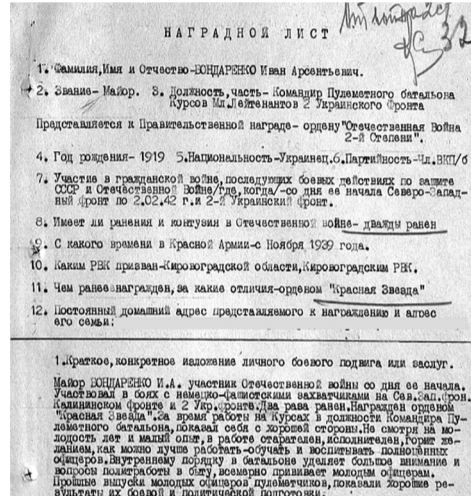 НАГРАДНОЙ ЛИСТ
33
1. Фамилия,Имя и Отчество-БОНДАРЕНКО Иван Арсентьевич.
2. Звание- Майор. 3. Должность,часть- Командир Пулеметного батальона
Курсов Мл.Лейтенантов 2 Украинского Фронта
Представляется к Правительственной награде- ордену"Отечественная Война
2-й Степени".
4. Год рождения- 1919 5.Национальность-Украинец.6.Партийность-Чл.ВКП/б
7. Участие в гражданской войне,последующих боевых действиях по защите
СССР и Отечественной Войне/где,когда/-со дня ее начала Северо-Запад-
ный фронт по 2.02.42 г.и 2-й Украинский фронт.
8. Имеет ли ранения и контузии в Отечественной войне- дважды ранен
9. С какого времени в Красной Армии-с Ноября 1939 года.
10. Каким РВК призван-Кировоградской области,Кировоградским РВК.
11. Чем ранее награжден,за какие отличия-орденом "Красная Звезда"
12. Постоянный домашний адрес представляемого к награждению и адрес
его семьи:
1.Краткое,конкретное изложение личного боевого подвига или заслуг.
Майор БОНДАРЕНКО И.А. участник Отечественной войны со дня ее начала.
Участвовал в боях с немецко-фашистскими захватчиками на Сев.Зап.фрон.
Калининском фронте и 2 Укр.фронте.Два рава ранен.Награжден орденом
"Красная Звезда".За время работы на Курсах в должности Командира Пу-
леметного батальона,показал себя с хорошей стороны.Не смотря на мо-
лодость лет и малый опыт,в работе старателен,исполнителен,горит же-
ланием,как можно лучше работать-обучать и воспитывать полноценных
офицеров.Внутреннему порядку в батальоне уделяет большое внимание и
вопросы политработы в б/ну,всемерно прививает молодым офицерам.
Прошлые выпуски молодых офицеров пулеметчиков,показали хорошие ре-
зультаты их боевой и политической подготовки;